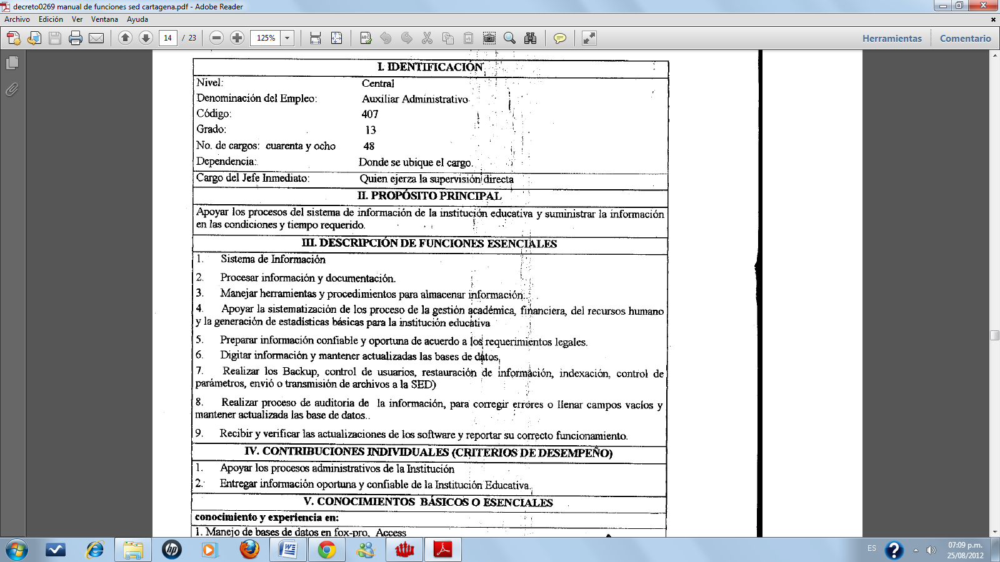 decreto0269 manual de funciones sed cartagena.pdf - Adobe Reader
Archivo Edición Ver Ventana Ayuda
14 / 23 125% Herramientas Comentario
I. IDENTIFICACIÓN
Nivel: Central
Denominación del Empleo: Auxiliar Administrativo
Código: 407
Grado: 13
No. de cargos: cuarenta y ocho 48
Dependencia: Donde se ubique el cargo.
Cargo del Jefe Inmediato: Quien ejerza la supervisión directa
II. PROPÓSITO PRINCIPAL
Apoyar los procesos del sistema de información de la institución educativa y suministrar la información
en las condiciones y tiempo requerido.
III. DESCRIPCIÓN DE FUNCIONES ESENCIALES
1. Sistema de Información
2. Procesar información y documentación.
3. Manejar herramientas y procedimientos para almacenar información..
4. Apoyar la sistematización de los proceso de la gestión académica, financiera, del recursos humano
y la generación de estadísticas básicas para la institución educativa
5. Preparar información confiable y oportuna de acuerdo a los requerimientos legales.
6. Digitar información y mantener actualizadas las bases de datos,
7. Realizar los Backup, control de usuarios, restauración de información, indexación, control de
parámetros, envió o transmisión de archivos a la SED)
8. Realizar proceso de auditoria de la información, para corregir errores o llenar campos vacíos y
mantener actualizada las base de datos..
9. Recibir y verificar las actualizaciones de los software y reportar su correcto funcionamiento.
IV. CONTRIBUCIONES INDIVIDUALES (CRITERIOS DE DESEMPEÑO)
1. Apoyar los procesos administrativos de la Institución
2. Entregar información oportuna y confiable de la Institución Educativa.
V. CONOCIMIENTOS BÁSICOS O ESENCIALES
conocimiento y experiencia en:
1. Manejo de bases de datos en fox-pro, Access
ES 07:09 p.m.
25/08/2012